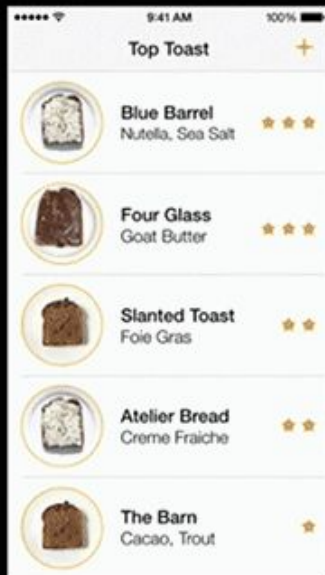 9:41 AM
100%
Top Toast
+
Blue Barrel
Nutella, Sea Salt
Four Glass
Goat Butter
Slanted Toast
Foie Gras
Atelier Bread
Creme Fraiche
The Barn
Cacao, Trout